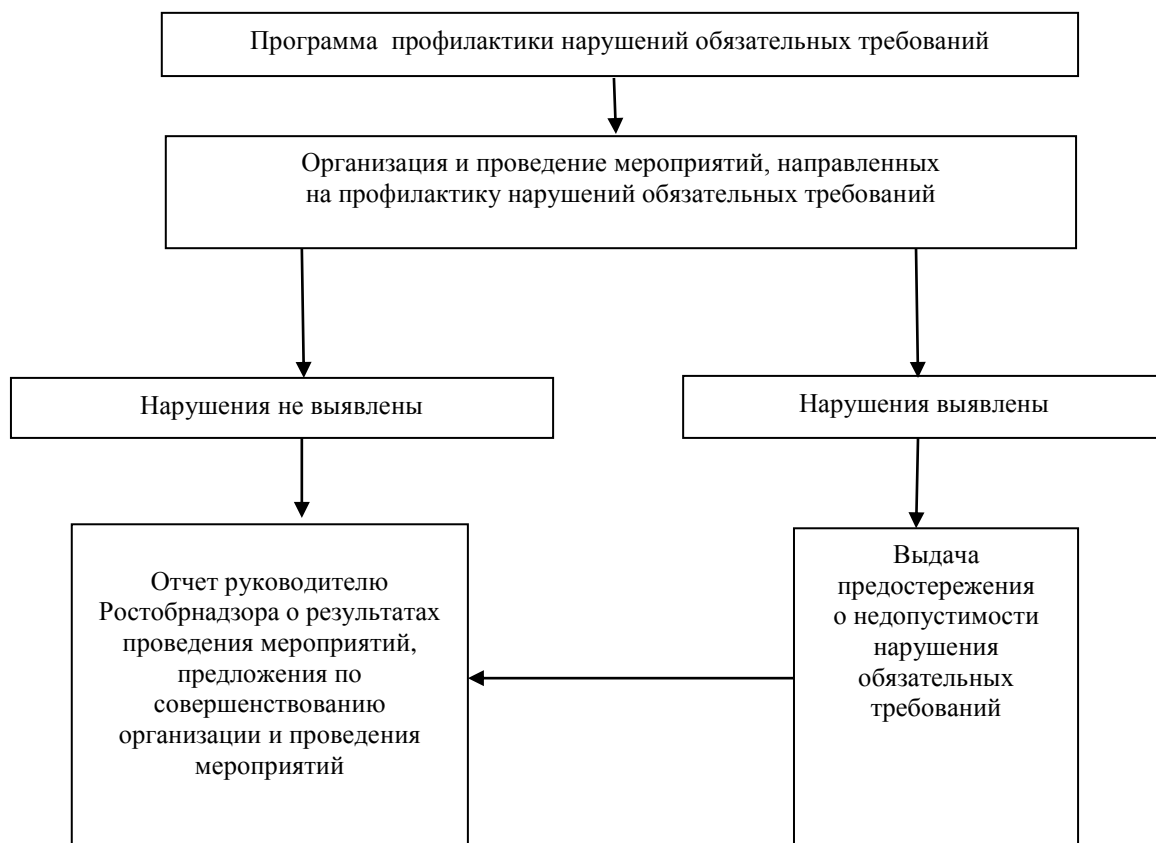 Программа  профилактики нарушений обязательных требований
Организация и проведение мероприятий, направленных
на профилактику нарушений обязательных требований
Нарушения не выявлены
Нарушения выявлены
Отчет руководителю
Ростобрнадзора о результатах
проведения мероприятий,
предложения по
совершенствованию
организации и проведения
мероприятий
Выдача
предостережения
о недопустимости
нарушения
обязательных
требований